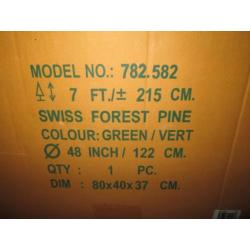 MODEL NO.: 782.582
7 FT./± 215 CM.
SWISS FOREST PINE
COLOUR: GREEN / VERT
Ø 48 INCH / 122 CM.
QTY : 1 PC.
DIM : 80x40x37 CM.